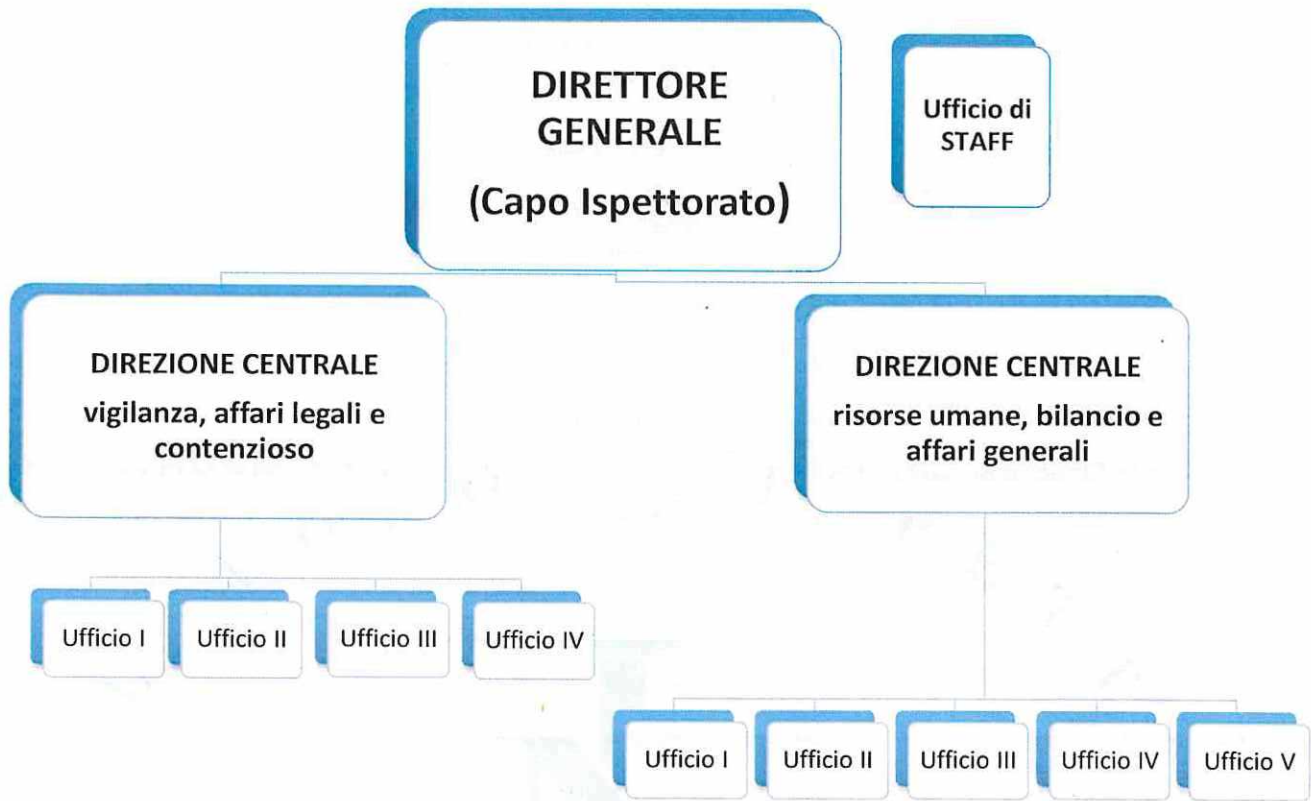 DIRETTORE
GENERALE
(Capo Ispettorato)
Ufficio di
STAFF
DIREZIONE CENTRALE
vigilanza, affari legali e
contenzioso
DIREZIONE CENTRALE
risorse umane, bilancio e
affari generali
Ufficio I
Ufficio II
Ufficio III
Ufficio IV
Ufficio I
Ufficio II
Ufficio III
Ufficio IV
Ufficio V